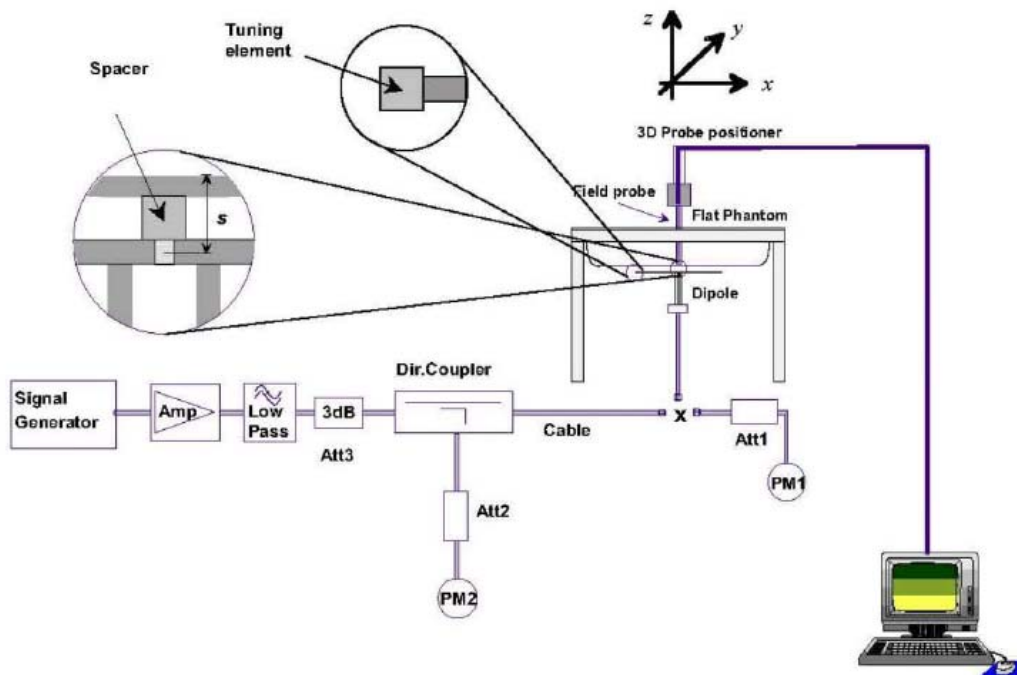 Tuning
element
Spacer
s
z
y
x
3D Probe positioner
Field probe
Flat Phantom
Dipole
Dir.Coupler
Signal
Generator
Amp
Low
Pass
3dB
Att3
Cable
X
Att1
PM1
Att2
PM2